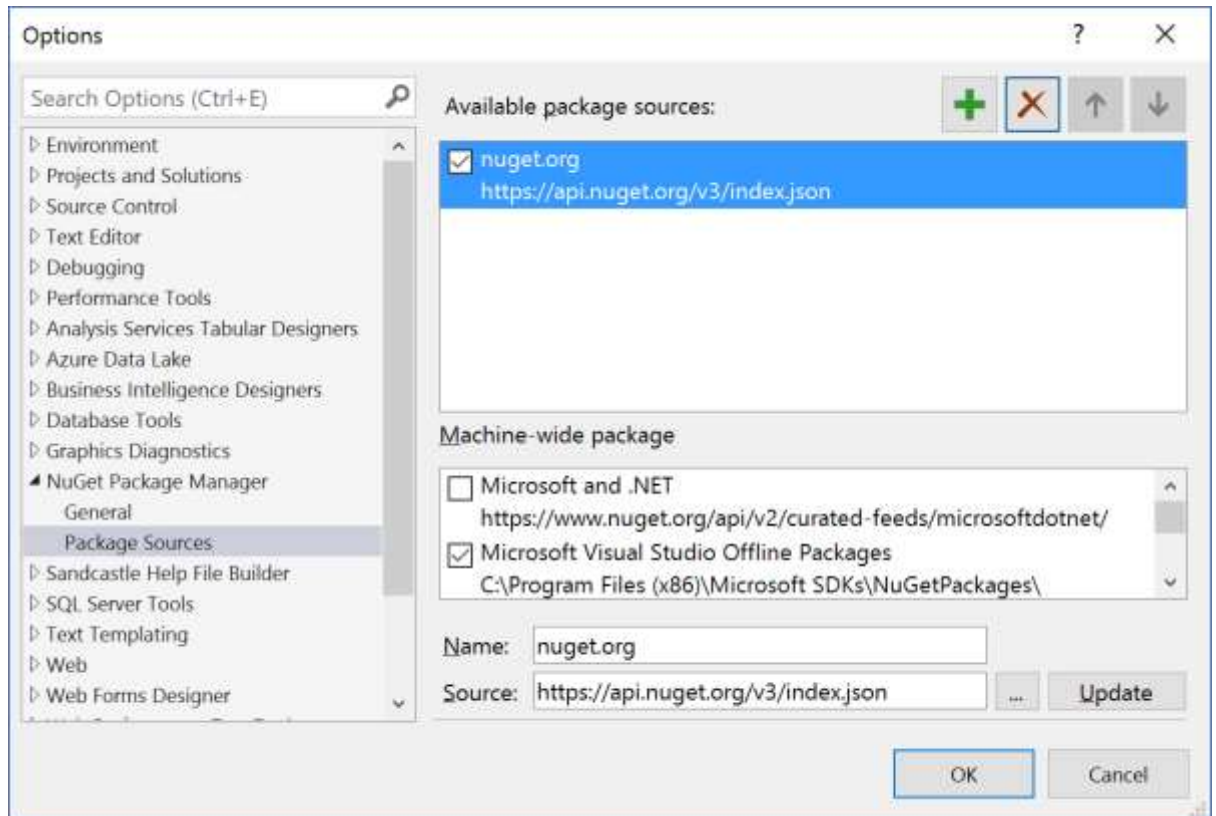 Options
?
Search Options (Ctrl+E)
Environment
Projects and Solutions
Source Control
Text Editor
Debugging
Performance Tools
Analysis Services Tabular Designers
Azure Data Lake
Business Intelligence Designers
Database Tools
Graphics Diagnostics
NuGet Package Manager
General
Package Sources
Sandcastle Help File Builder
SQL Server Tools
Text Templating
Web
Web Forms Designer
Available package sources:
nuget.org
https://api.nuget.org/v3/index.json
Machine-wide package
Microsoft and .NET
https://www.nuget.org/api/v2/curated-feeds/microsoftdotnet/
Microsoft Visual Studio Offline Packages
C:\Program Files (x86)\Microsoft SDKs\NuGetPackages\
Name: nuget.org
Source: https://api.nuget.org/v3/index.json ... Update
OK Cancel